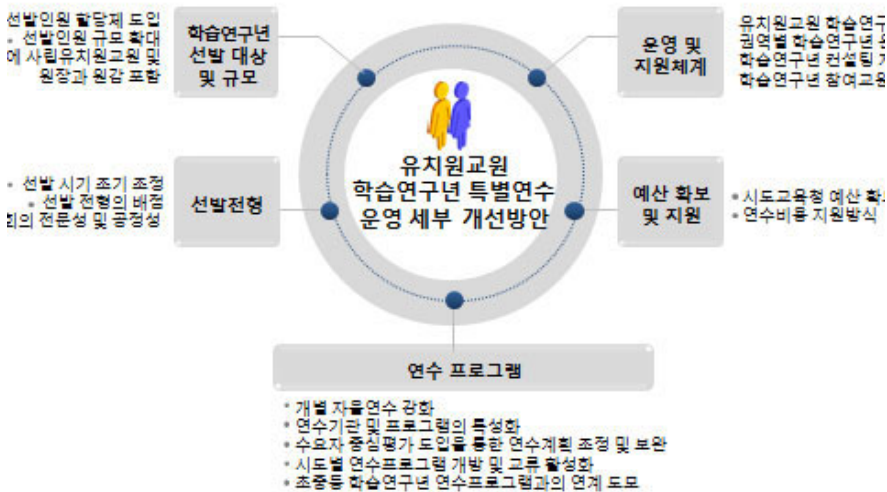 선발인원 할당제 도입
• 선발인원 규모 확대
에 사립유치원교원 및
원장과 원감 포함
학습연구년
선발 대상
및 규모
운영 및
지원체계
유치원교원 학습연구
권역별 학습연구년
학습연구년 컨설팅
학습연구년 참여교원
유치원교원
학습연구년 특별연수
운영 세부 개선방안
• 선발 시기 조기 조정
• 선발 전형의 배점
의 전문성 및 공정성
선발전형
예산 확보
및 지원
• 시도교육청 예산
• 연수비용 지원방식
연수 프로그램
• 개별 자율연수 강화
• 연수기관 및 프로그램의 특성화
• 수요자 중심평가 도입을 통한 연수계획 조정 및 보완
• 시도별 연수프로그램 개발 및 교류 활성화
• 초중등 학습연구년 연수프로그램과의 연계 도모